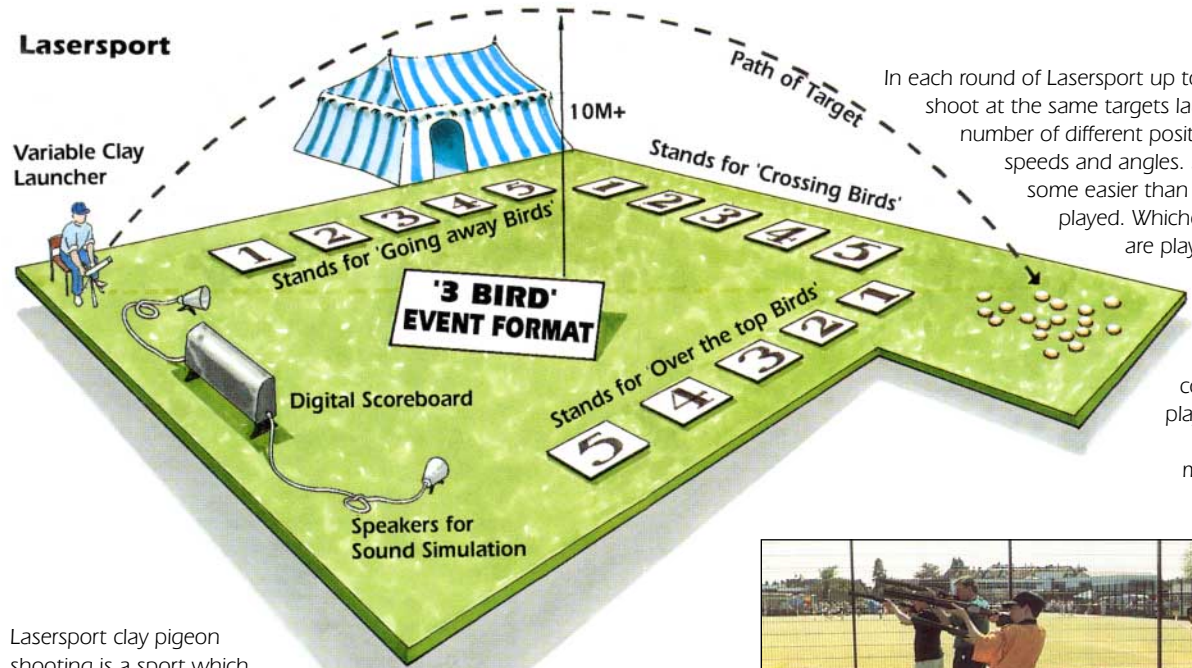 Lasersport
Variable Clay
Launcher
10M+
Path of Target
Stands for 'Crossing Birds'
1 2 3 4 5
1 2 3 4 5
Stands for 'Going away Birds'
'3 BIRD'
EVENT FORMAT
Stands for 'Over the top Birds'
1
2
3
4
5
Digital Scoreboard
Speakers for
Sound Simulation
In each round of Lasersport up to
shoot at the same targets la
number of different posit
speeds and angles.
some easier than
played. Whiche
are play
ce
pla
n
Lasersport clay pigeon
shooting is a sport which